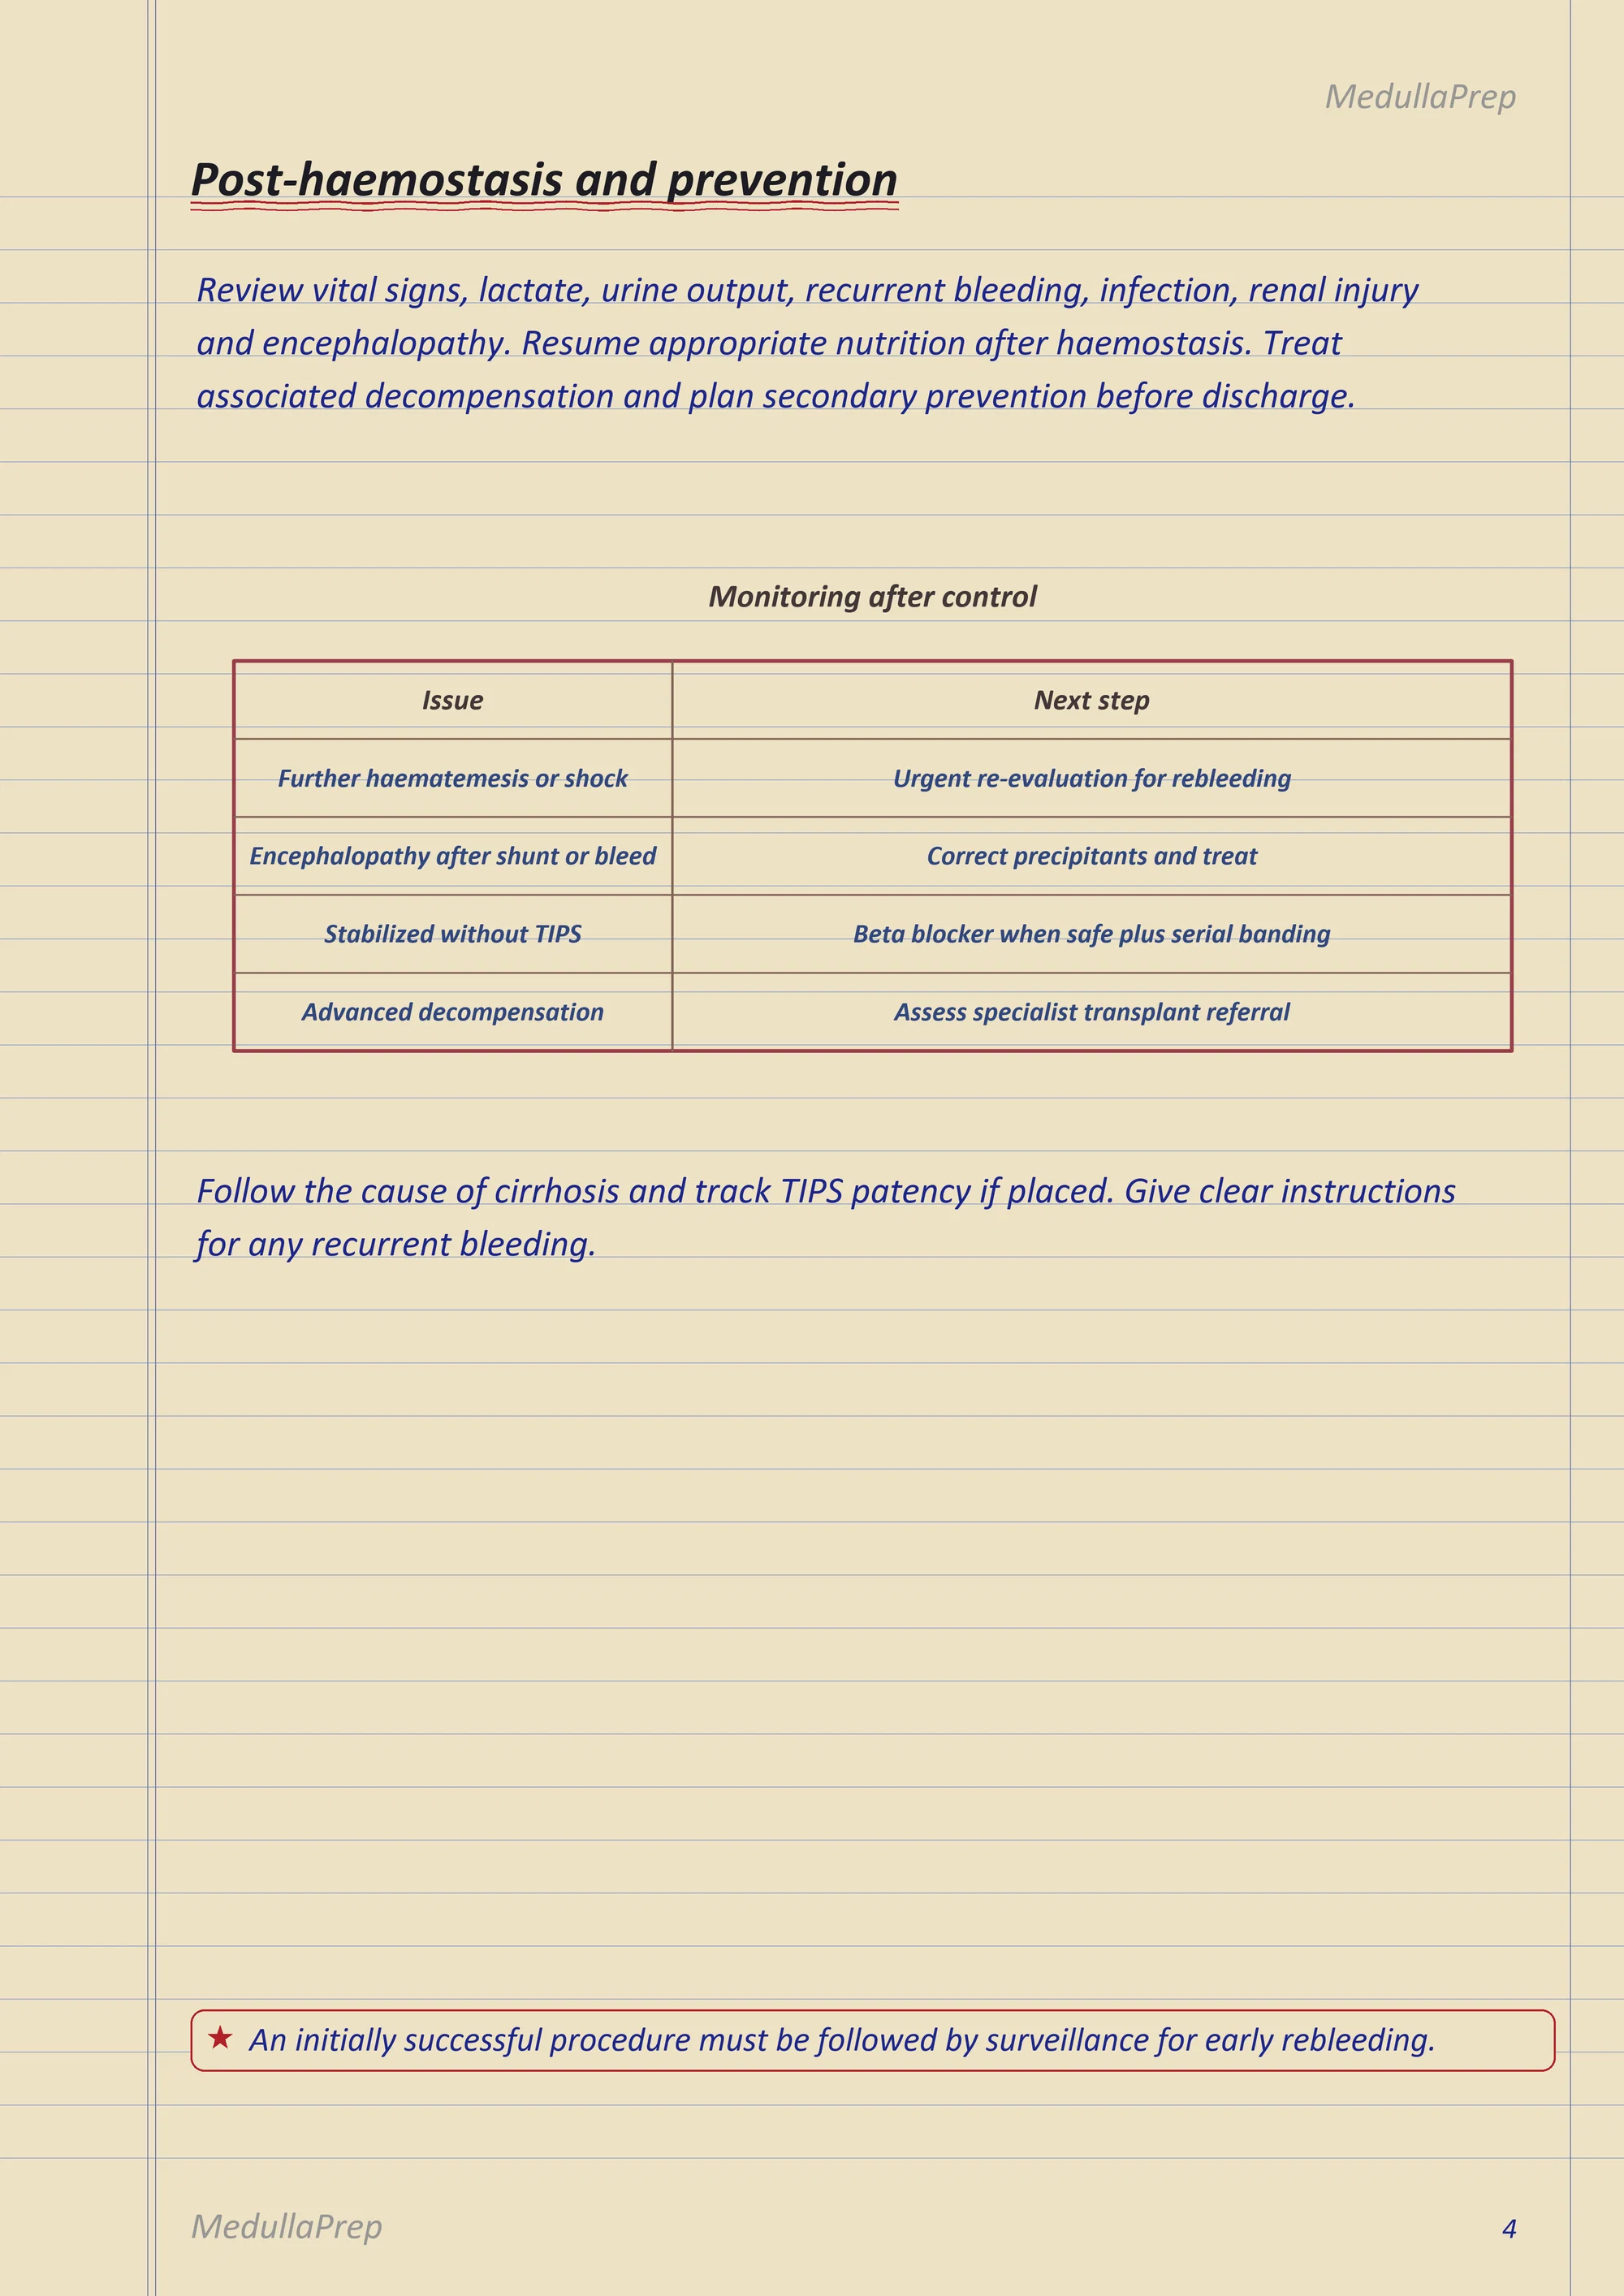 MedullaPrep
Post-haemostasis and prevention
Review vital signs, lactate, urine output, recurrent bleeding, infection, renal injury
and encephalopathy. Resume appropriate nutrition after haemostasis. Treat
associated decompensation and plan secondary prevention before discharge.
Monitoring after control
Issue Next step
Further haematemesis or shock Urgent re-evaluation for rebleeding
Encephalopathy after shunt or bleed Correct precipitants and treat
Stabilized without TIPS Beta blocker when safe plus serial banding
Advanced decompensation Assess specialist transplant referral
Follow the cause of cirrhosis and track TIPS patency if placed. Give clear instructions
for any recurrent bleeding.
★ An initially successful procedure must be followed by surveillance for early rebleeding.
MedullaPrep 4